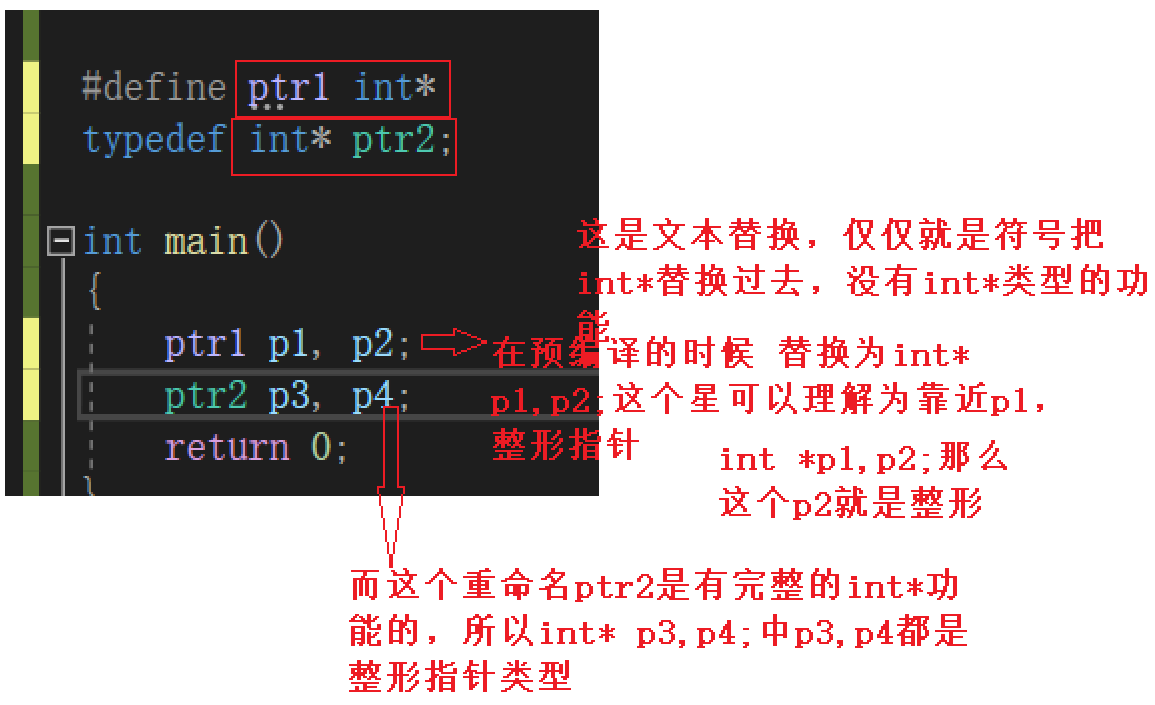 #define ptr1 int*
typedef int* ptr2;
int main()
{
ptr1 p1, p2;
ptr2 p3, p4;
return 0;
}
这是文本替换，仅仅就是符号把
int*替换过去，没有int*类型的功
能
在预编译的时候 替换为int*
p1,p2;这个星可以理解为靠近p1，
整形指针
int *p1,p2;那么
这个p2就是整形
而这个重命名ptr2是有完整的int*功
能的，所以int* p3,p4;中p3,p4都是
整形指针类型